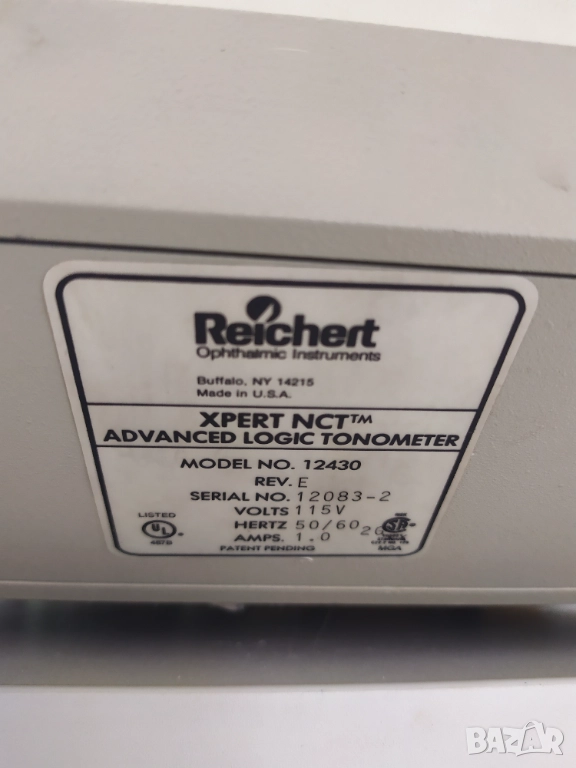 Reichert
Ophthalmic Instruments
Buffalo, NY 14215
Made in U.S.A.
XPERT NCT™
ADVANCED LOGIC TONOMETER
MODEL NO. 12430
REV. E
SERIAL NO. 12083-2
VOLTS 115V
HERTZ 50/60
AMPS. 1.0
PATENT PENDING
LISTED
UL
BAZAR